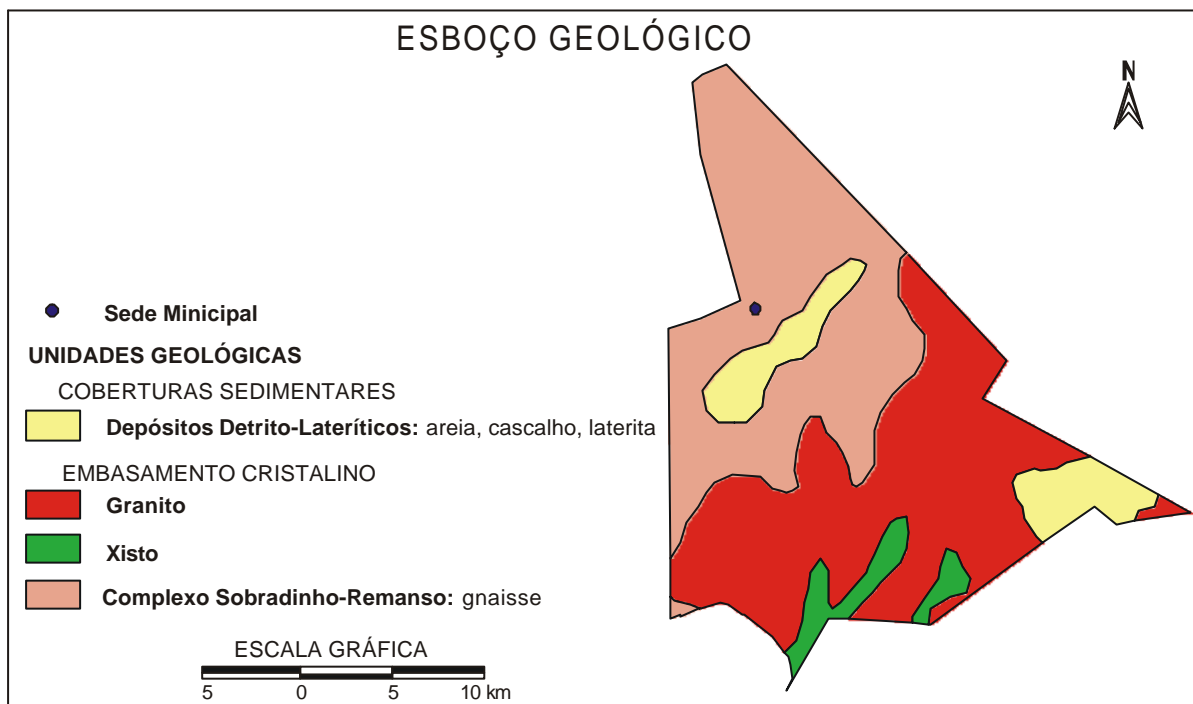 ESBOÇO GEOLÓGICO
N
Sede Minicipal
UNIDADES GEOLÓGICAS
COBERTURAS SEDIMENTARES
Depósitos Detrito-Lateríticos: areia, cascalho, laterita
EMBASAMENTO CRISTALINO
Granito
Xisto
Complexo Sobradinho-Remanso: gnaisse
ESCALA GRÁFICA
5 0 5 10 km